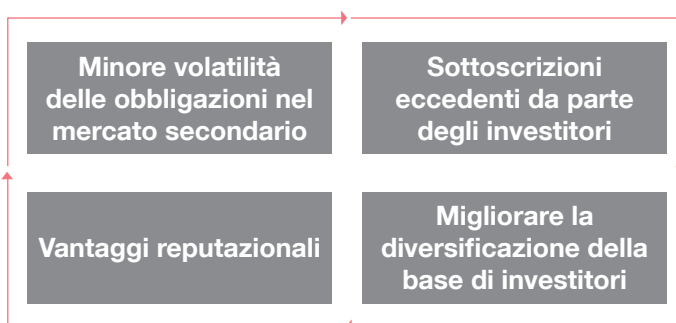 Minore volatilità
delle obbligazioni nel
mercato secondario
Sottoscrizioni
eccedenti da parte
degli investitori
Vantaggi reputazionali
Migliorare la
diversificazione della
base di investitori